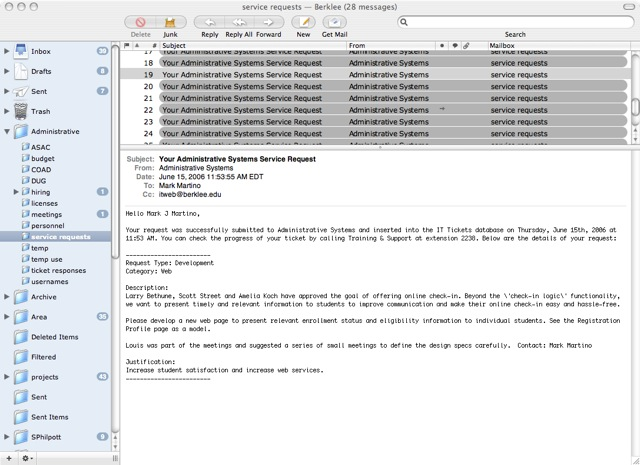 service requests — Berklee (28 messages)
Delete Junk Reply Reply All Forward New Get Mail Search
# Subject From Mailbox
17 Your Administrative Systems Service Request Administrative Systems service requests
18 Your Administrative Systems Service Request Administrative Systems service requests
19 Your Administrative Systems Service Request Administrative Systems service requests
20 Your Administrative Systems Service Request Administrative Systems service requests
21 Your Administrative Systems Service Request Administrative Systems service requests
22 Your Administrative Systems Service Request Administrative Systems service requests
23 Your Administrative Systems Service Request Administrative Systems service requests
24 Your Administrative Systems Service Request Administrative Systems service requests
Inbox
Drafts 8
Sent 7
Trash
Administrative
ASAC
budget
COAD
DUG
hiring 1
licenses
meetings 1
personnel
service requests
temp
temp use
ticket responses
usernames
Archive
Area
Deleted Items
Filtered
projects 43
Sent
Sent Items
SPhilpott 9
Subject: Your Administrative Systems Service Request
From: Administrative Systems
Date: June 15, 2006 11:53:55 AM EDT
To: Mark Martino
Cc: itweb@berklee.edu
Hello Mark J Martino,
Your request was successfully submitted to Administrative Systems and inserted into the IT Tickets database on Thursday, June 15th, 2006 at
11:53 AM. You can check the progress of your ticket by calling Training & Support at extension 2238. Below are the details of your request:
------------------------
Request Type: Development
Category: Web
Description:
Larry Bethune, Scott Street and Amelia Koch have approved the goal of offering online check-in. Beyond the \'check-in logic\' functionality,
we want to present timely and relevant information to students to improve communication and make their online check-in easy and hassle-free.
Please develop a new web page to present relevant enrollment status and eligibility information to individual students. See the Registration
Profile page as a model.
Louis was part of the meetings and suggested a series of small meetings to define the design specs carefully. Contact: Mark Martino
Justification:
Increase student satisfaction and increase web services.
------------------------